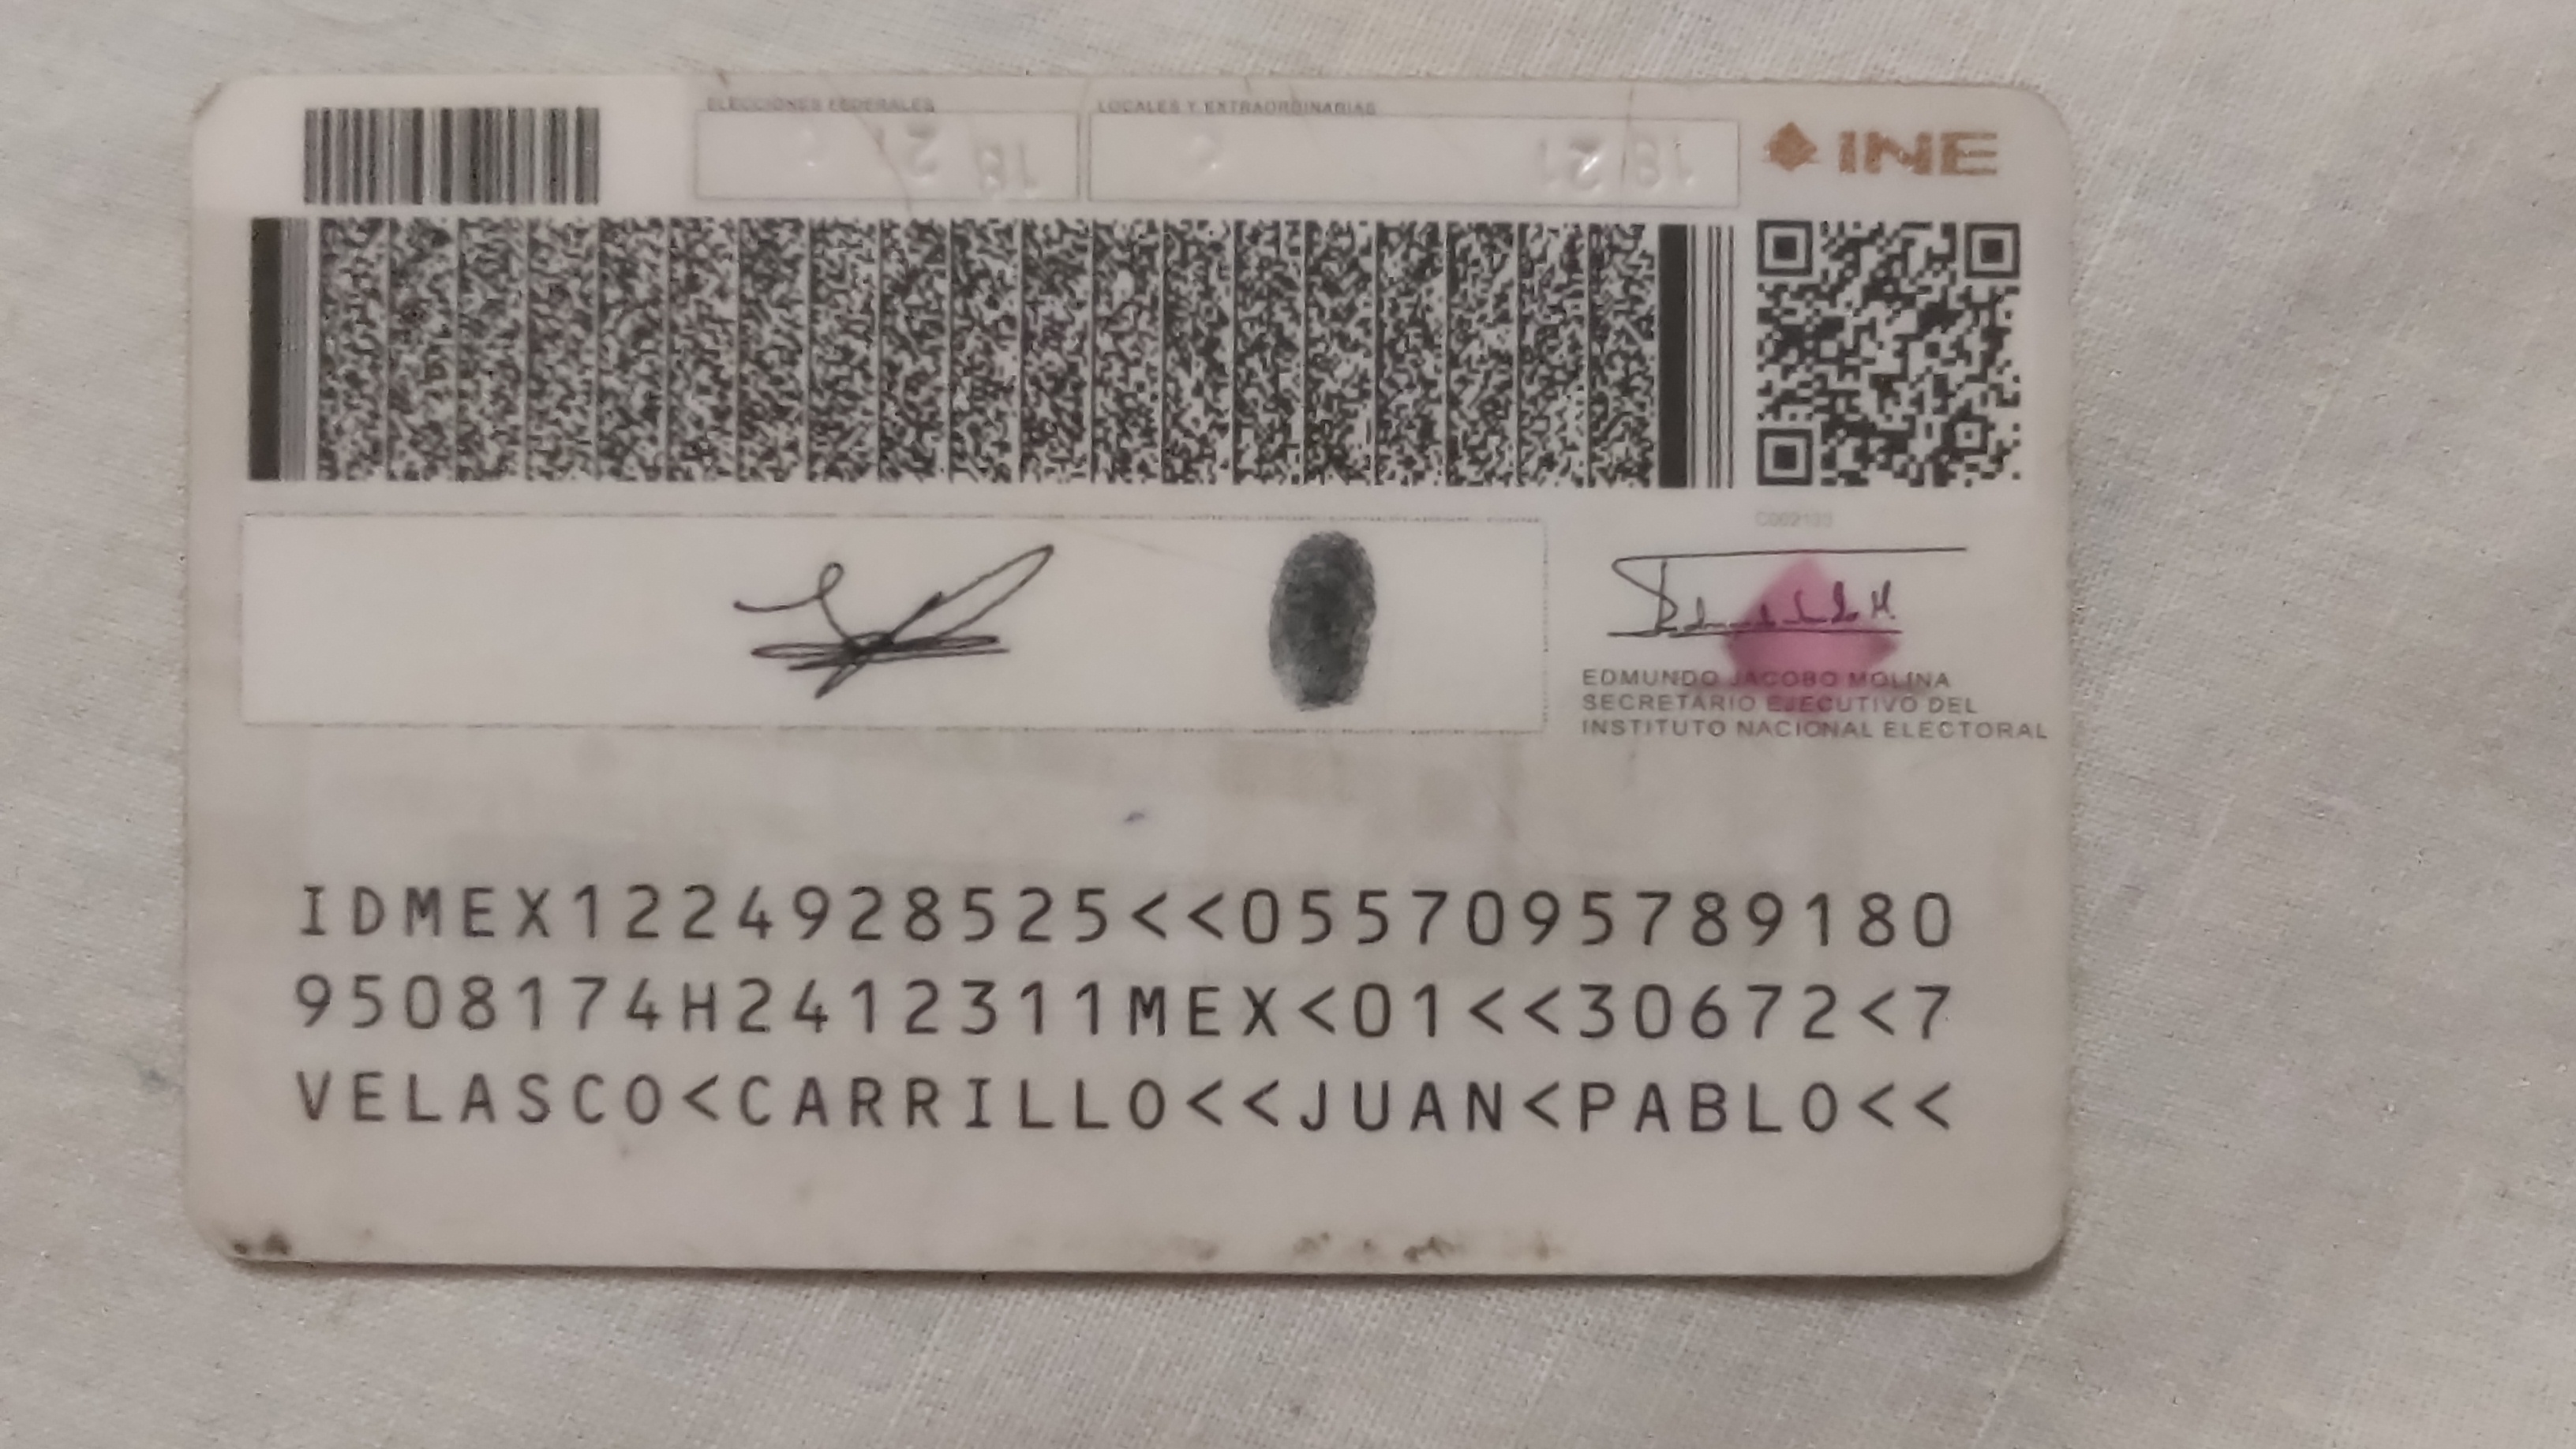 ELECCIONES FEDERALES
LOCALES Y EXTRAORDINARIAS
INE
EDMUNDO JACOBO MOLINA
SECRETARIO EJECUTIVO DEL
INSTITUTO NACIONAL ELECTORAL
IDMEX1224928525<<0557095789180
9508174H2412311MEX<01<<30672<7
VELASCO<CARRILLO<<JUAN<PABLO<<